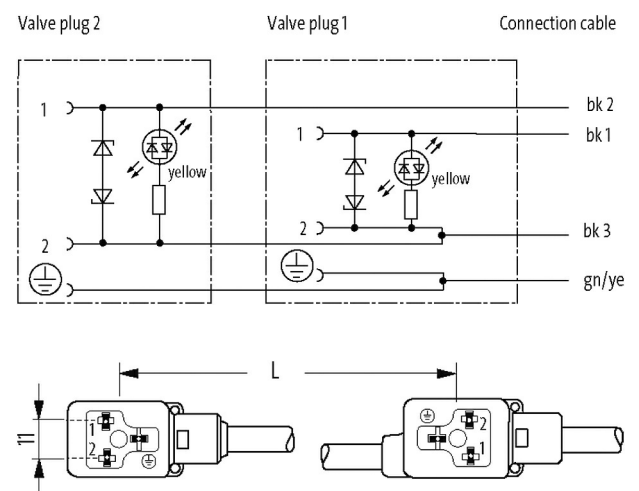 Valve plug 2 Valve plug 1 Connection cable
1 bk 2
1 bk 1
yellow yellow
2 bk 3
2
gn/ye
L
11
1 2
2 1